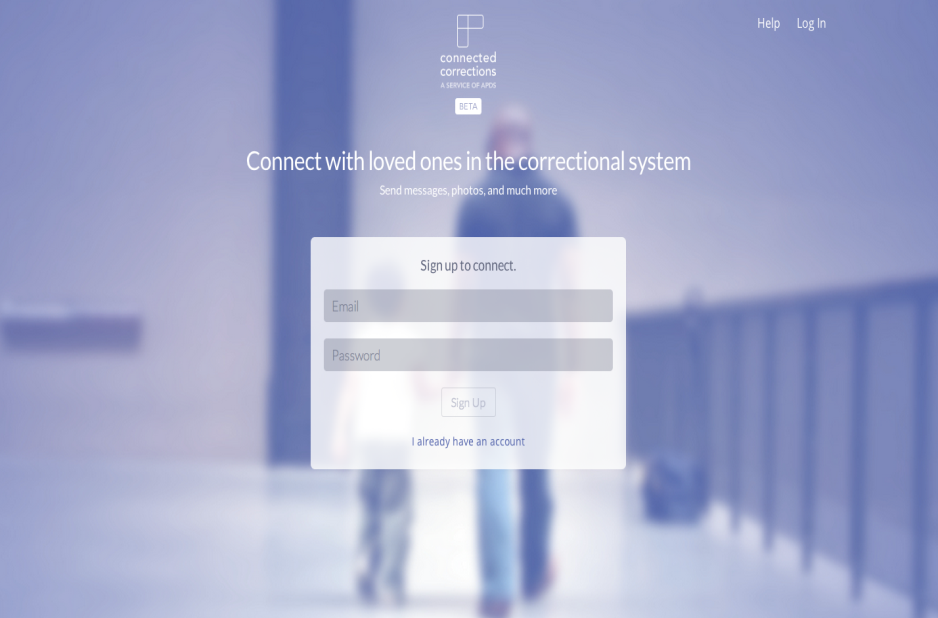 Help Log In
connected
corrections
A SERVICE OF APDS
BETA
Connect with loved ones in the correctional system
Send messages, photos, and much more
Sign up to connect.
Email
Password
Sign Up
I already have an account